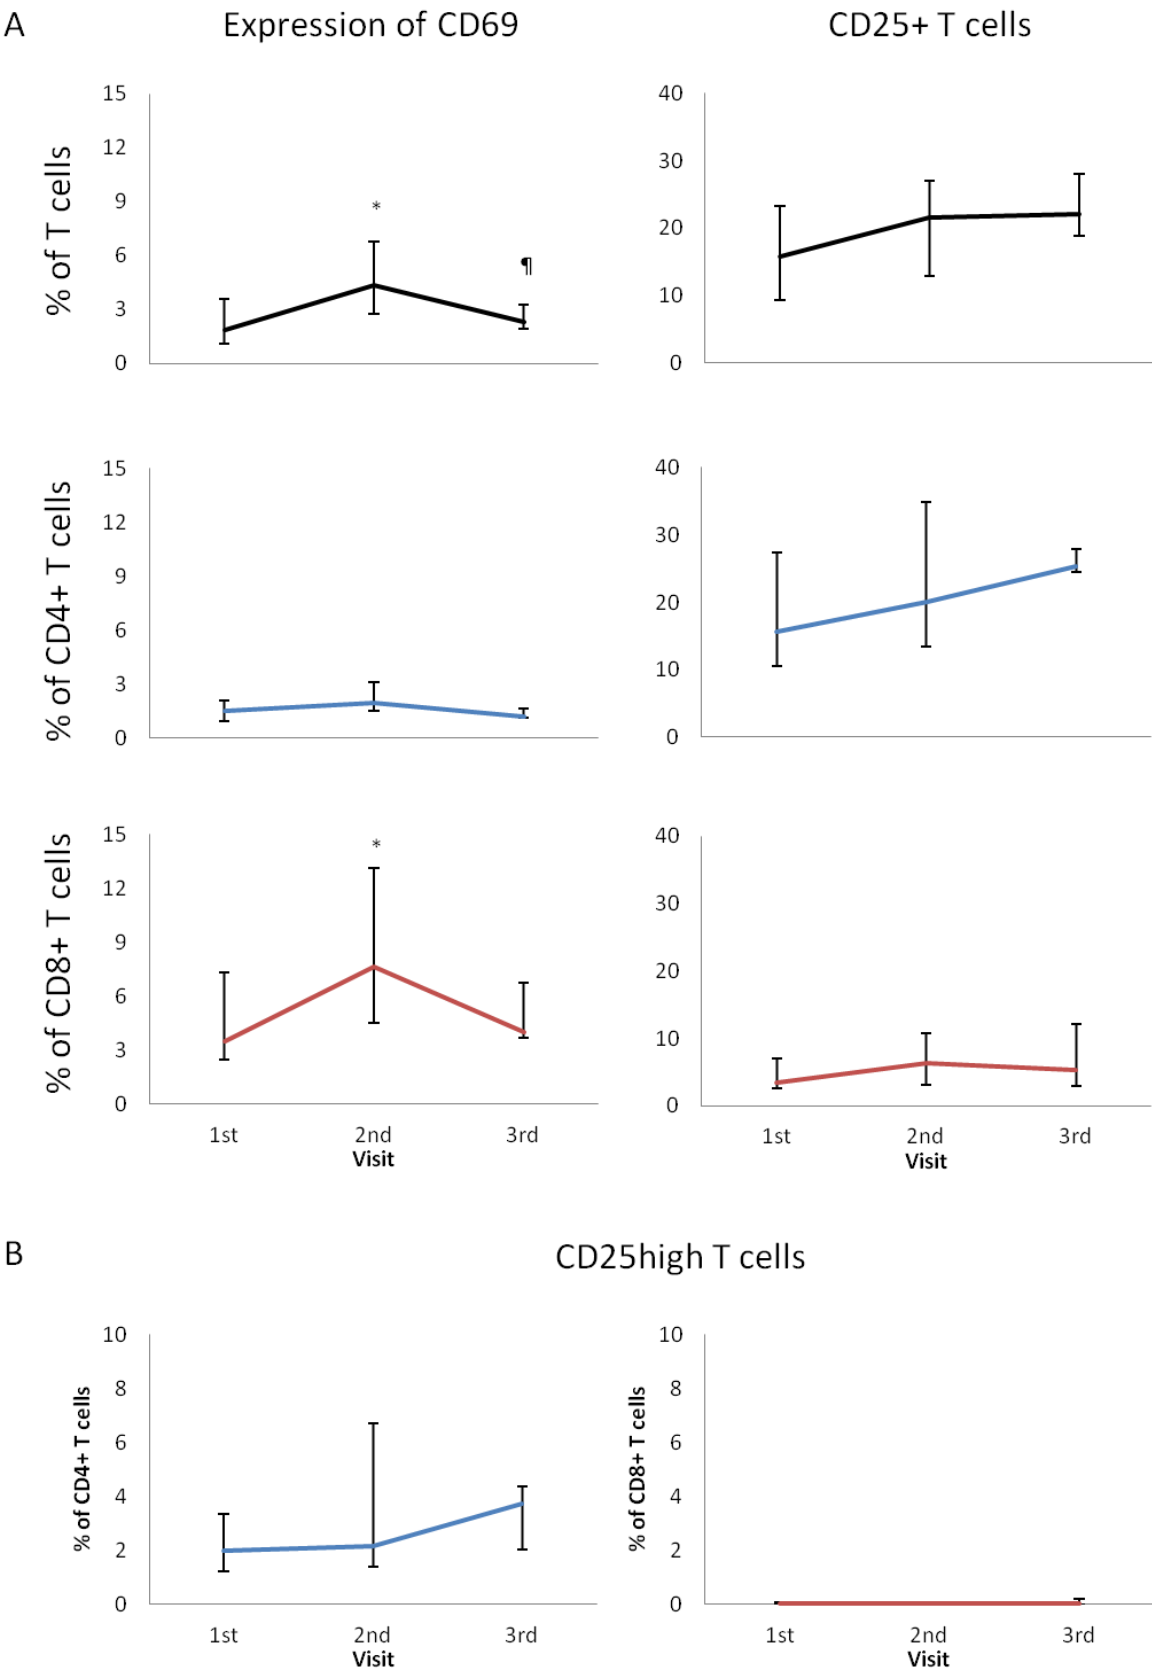 A
Expression of CD69
CD25+ T cells
% of T cells
15
12
9
6
3
0
*
¶
40
30
20
10
0
% of CD4+ T cells
15
12
9
6
3
0
40
30
20
10
0
% of CD8+ T cells
15
12
9
6
3
0
*
1st
2nd
3rd
Visit
40
30
20
10
0
1st
2nd
3rd
Visit
B
CD25high T cells
% of CD4+ T cells
10
8
6
4
2
0
1st
2nd
3rd
Visit
% of CD8+ T cells
10
8
6
4
2
0
1st
2nd
3rd
Visit